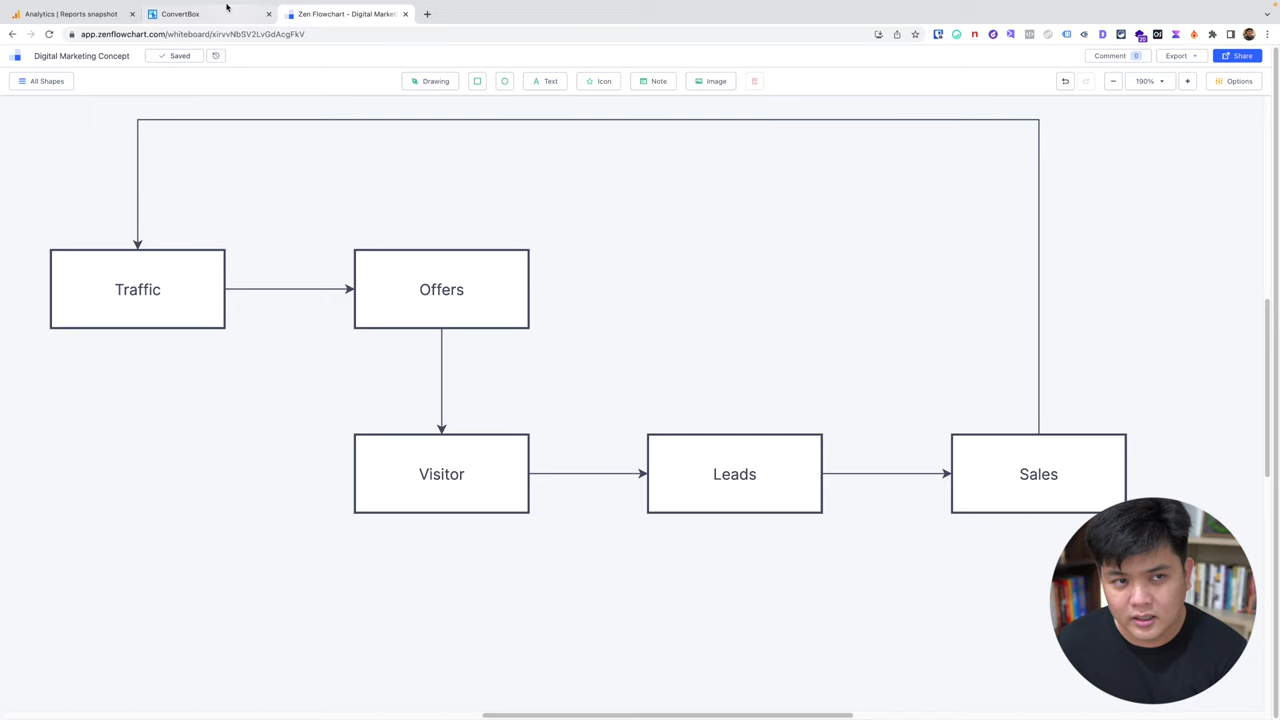 Analytics | Reports snapshot
ConvertBox
Zen Flowchart - Digital Market
app.zenflowchart.com/whiteboard/xirvvNbSV2LvGdAcgFkV
Digital Marketing Concept
Saved
Comment 0
Export
Share
All Shapes
Drawing
Text
Icon
Note
Image
190%
Options
Traffic
Offers
Visitor
Leads
Sales